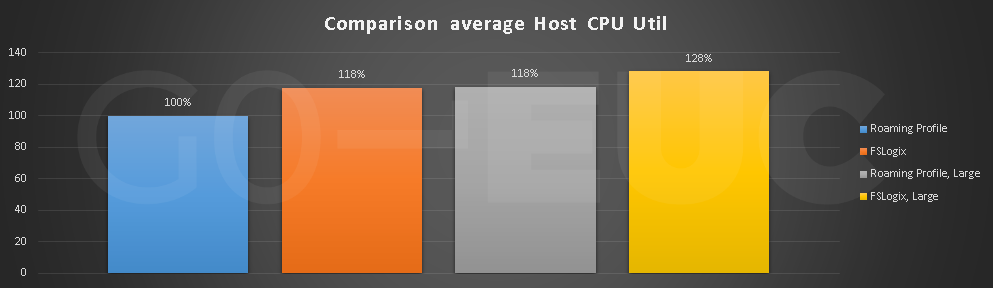 Comparison average Host CPU Util
140
120
100
80
60
40
20
0
100%
118%
118%
128%
Roaming Profile
FSLogix
Roaming Profile, Large
FSLogix, Large
GO-EUC